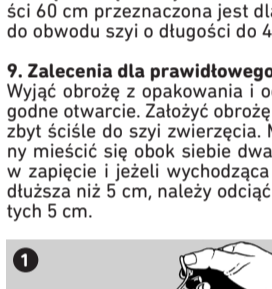 ści 60 cm przeznaczona jest dla
do obwodu szyi o długości do 4
9. Zalecenia dla prawidłowego
Wyjąć obrożę z opakowania i o
godne otwarcie. Założyć obrożę
zbyt ściśle do szyi zwierzęcia.
ny mieścić się obok siebie dwa
w zapięcie i jeżeli wychodząca
dłuższa niż 5 cm, należy odciąć
tych 5 cm.
1